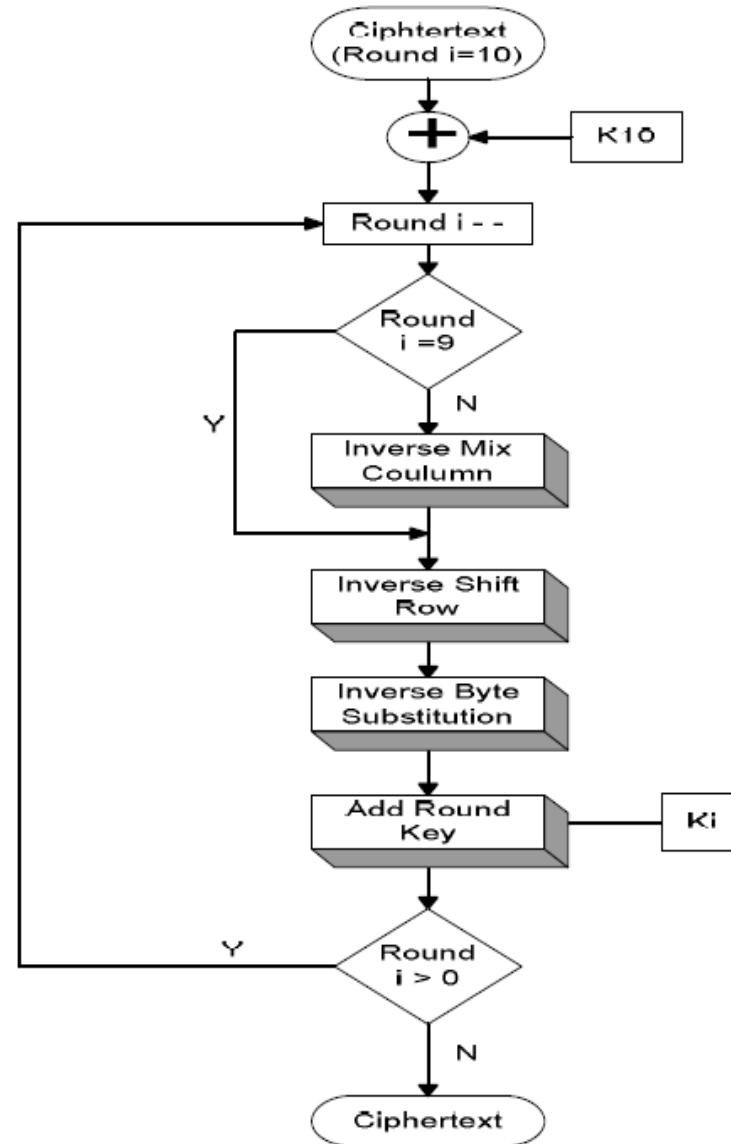 Ciphtertext
(Round i=10)
K10
Round i - -
Round
i =9
Y
N
Inverse Mix
Coulumn
Inverse Shift
Row
Inverse Byte
Substitution
Add Round
Key
Ki
Y
Round
i > 0
N
Ciphertext